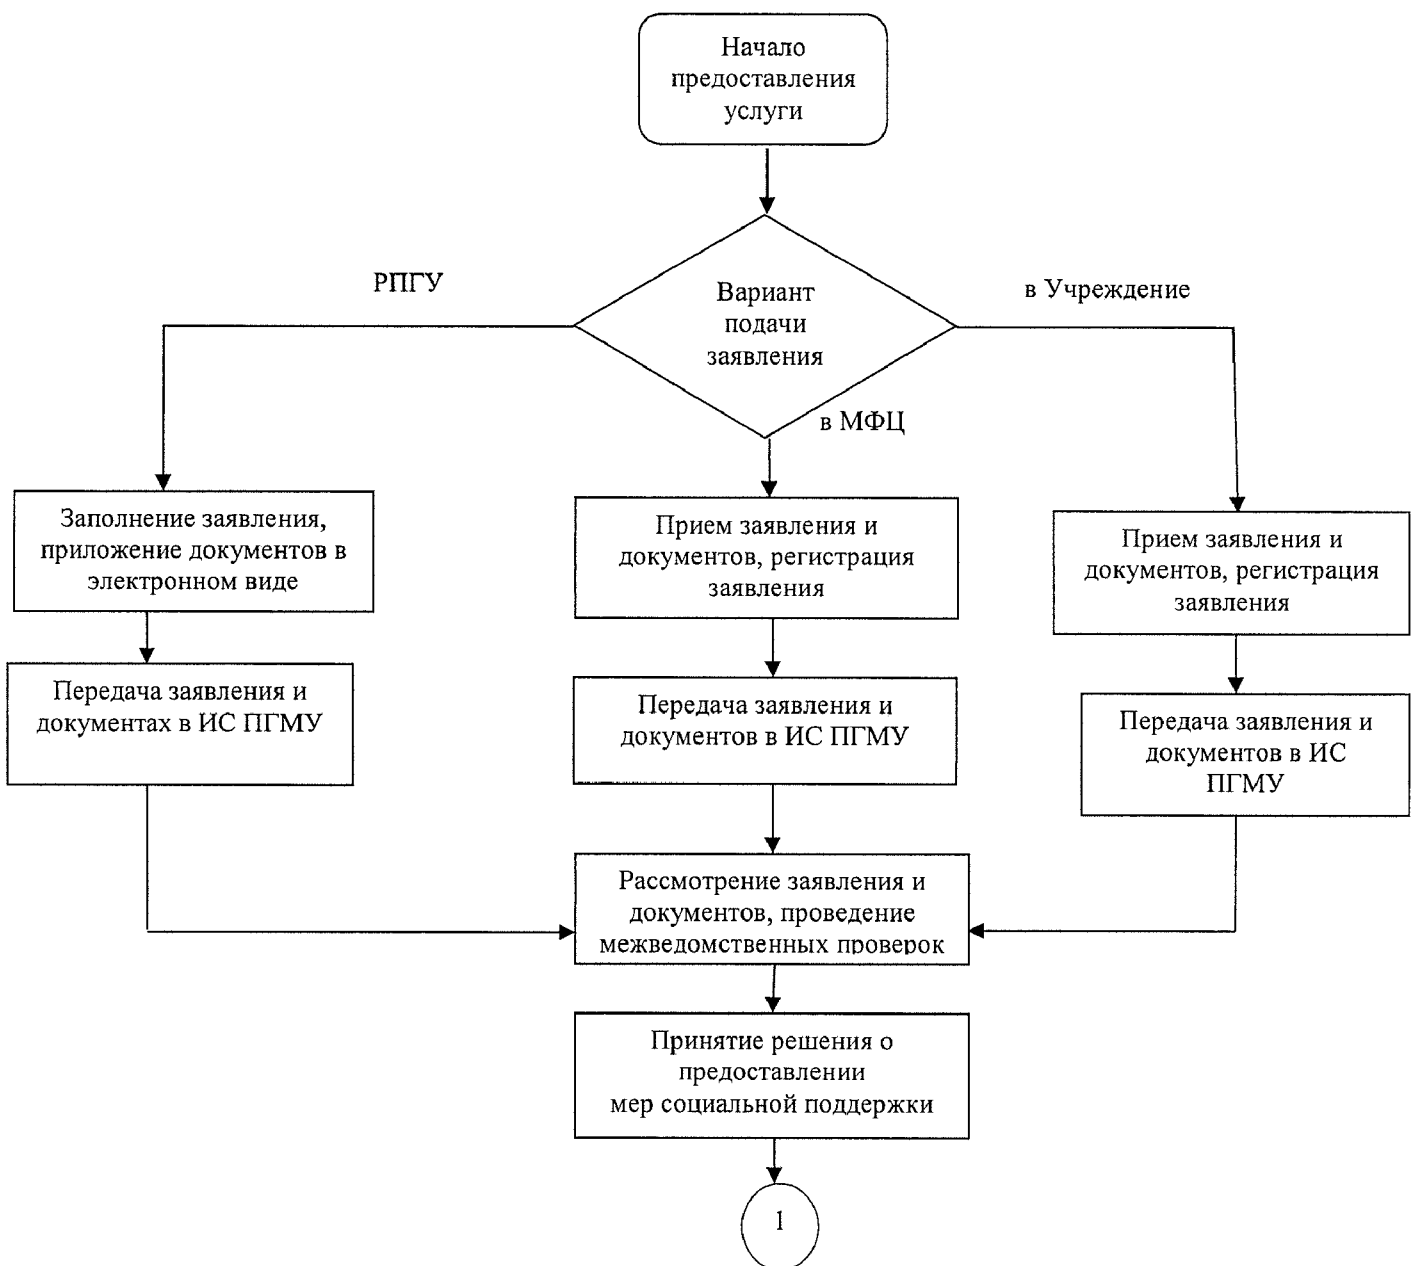 Начало
предоставления
услуги
РПГУ
Вариант
подачи
заявления
в Учреждение
в МФЦ
Заполнение заявления,
приложение документов в
электронном виде
Прием заявления и
документов, регистрация
заявления
Прием заявления и
документов, регистрация
заявления
Передача заявления и
документах в ИС ПГМУ
Передача заявления и
документов в ИС ПГМУ
Передача заявления и
документов в ИС
ПГМУ
Рассмотрение заявления и
документов, проведение
межведомственных проверок
Принятие решения о
предоставлении
мер социальной поддержки
1